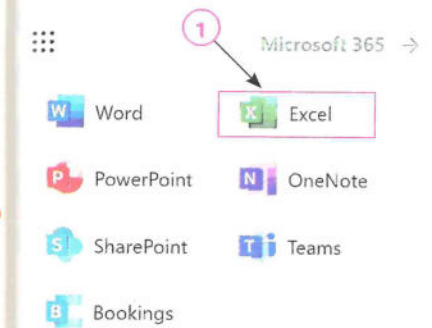 1
Microsoft 365 →
W Word
X Excel
P PowerPoint
N OneNote
S SharePoint
T Teams
B Bookings